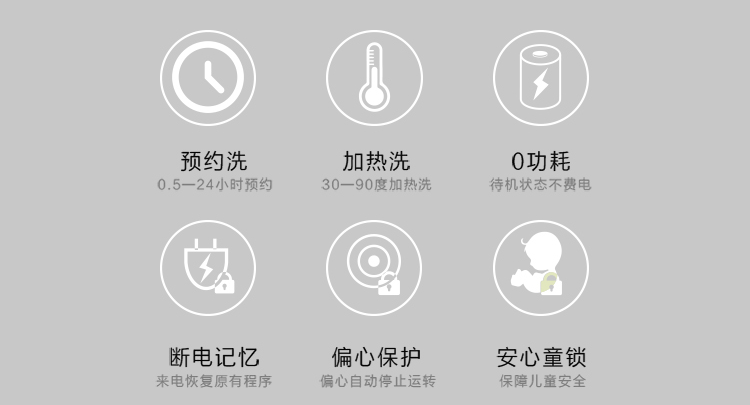 预约洗
0.5—24小时预约
加热洗
30—90度加热洗
0功耗
待机状态不费电
断电记忆
来电恢复原有程序
偏心保护
偏心自动停止运转
安心童锁
保障儿童安全